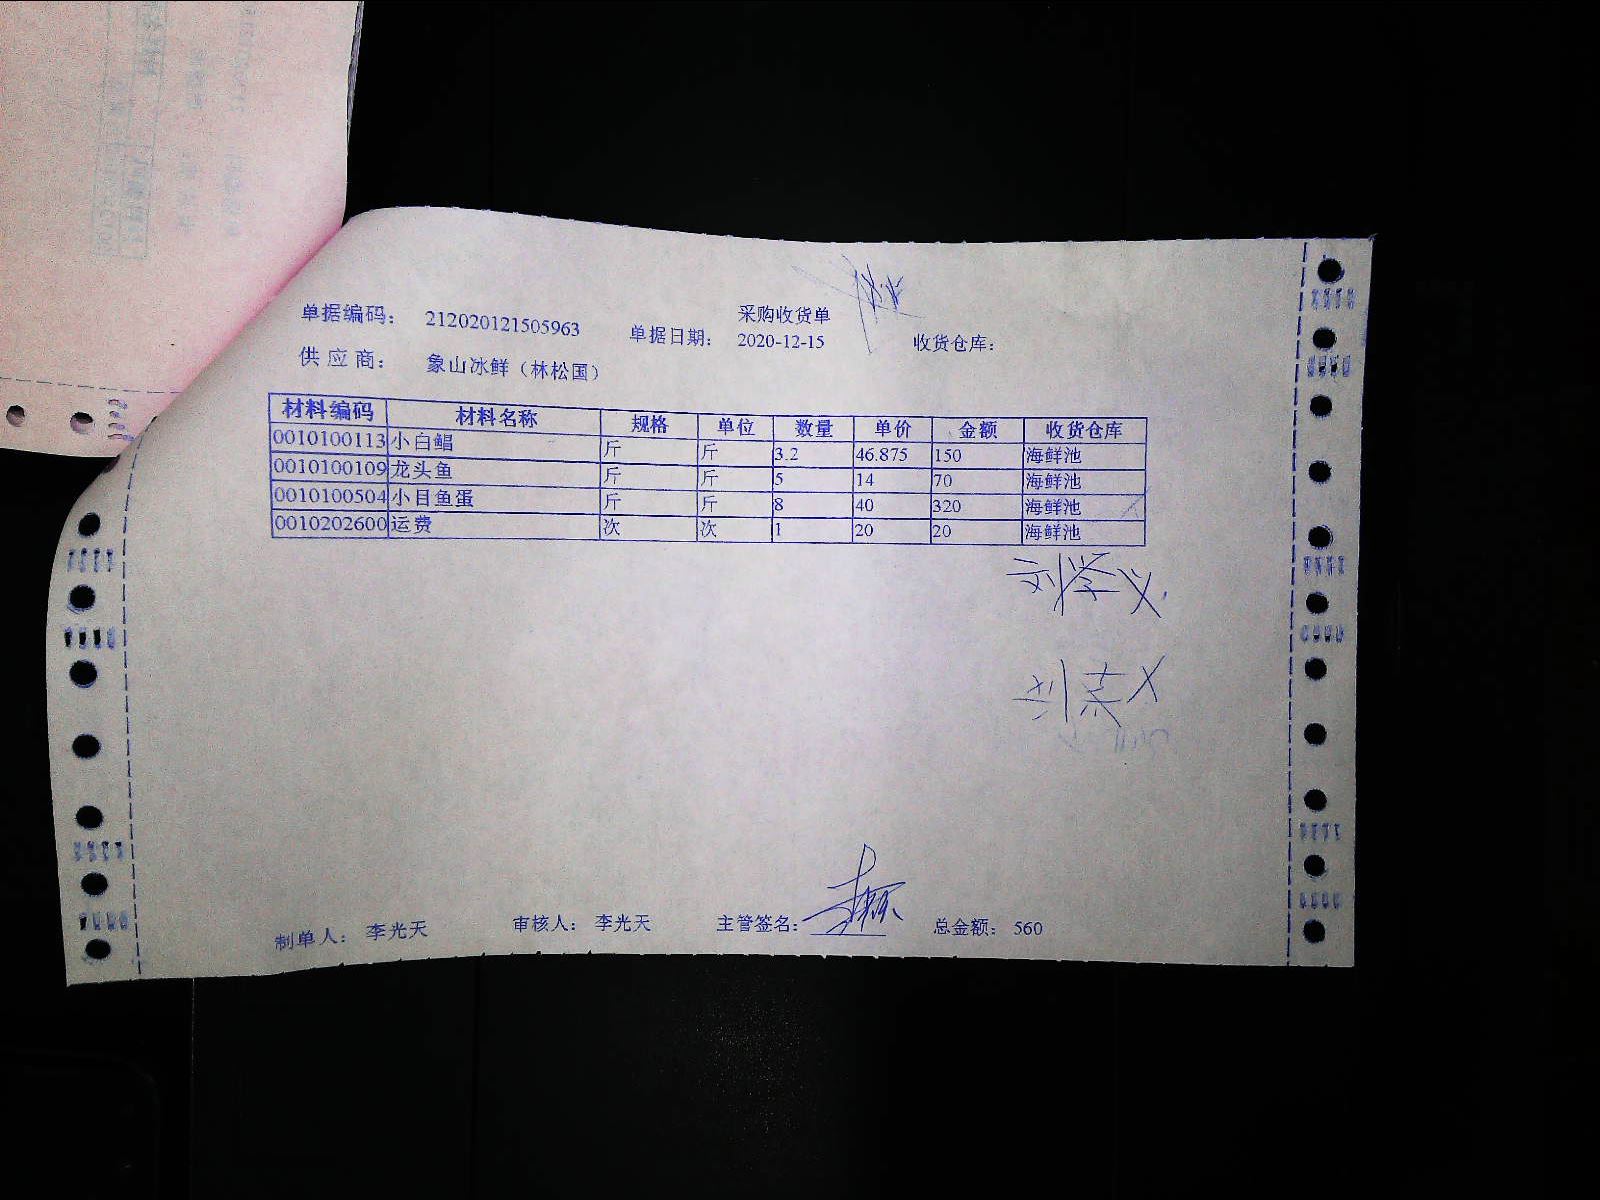 采购收货单
单据编码: 212020121505963 单据日期: 2020-12-15 收货仓库:
供应商: 象山冰鲜（林松国）
材料编码 材料名称 规格 单位 数量 单价 金额 收货仓库
0010100113 小白鲳 斤 斤 3.2 46.875 150 海鲜池
0010100109 龙头鱼 斤 斤 5 14 70 海鲜池
0010100504 小目鱼蛋 斤 斤 8 40 320 海鲜池
0010202600 运费 次 次 1 20 20 海鲜池
刘学义
制单人: 李光天 审核人: 李光天 主管签名: 总金额: 560